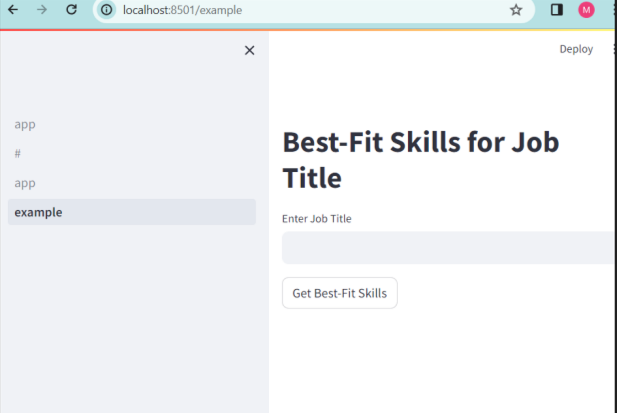 localhost:8501/example
M
Deploy
app
#
app
example
Best-Fit Skills for Job
Title
Enter Job Title
Get Best-Fit Skills